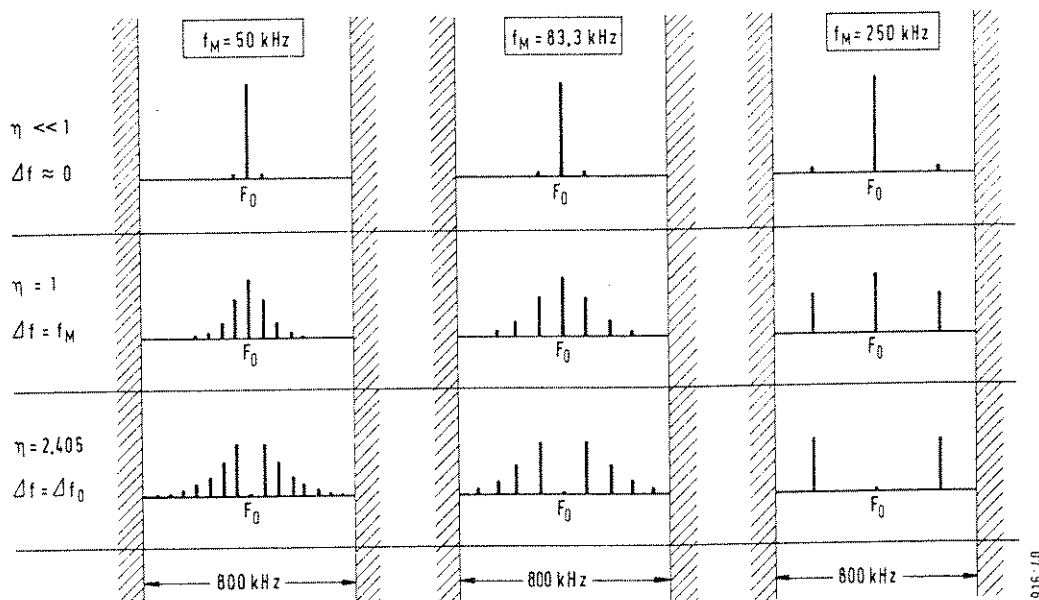 f_M = 50 kHz
f_M = 83,3 kHz
f_M = 250 kHz
η << 1
Δf ≈ 0
F_0
F_0
F_0
η = 1
Δf = f_M
F_0
F_0
F_0
η = 2,405
Δf = Δf_0
F_0
F_0
F_0
800 kHz
800 kHz
800 kHz